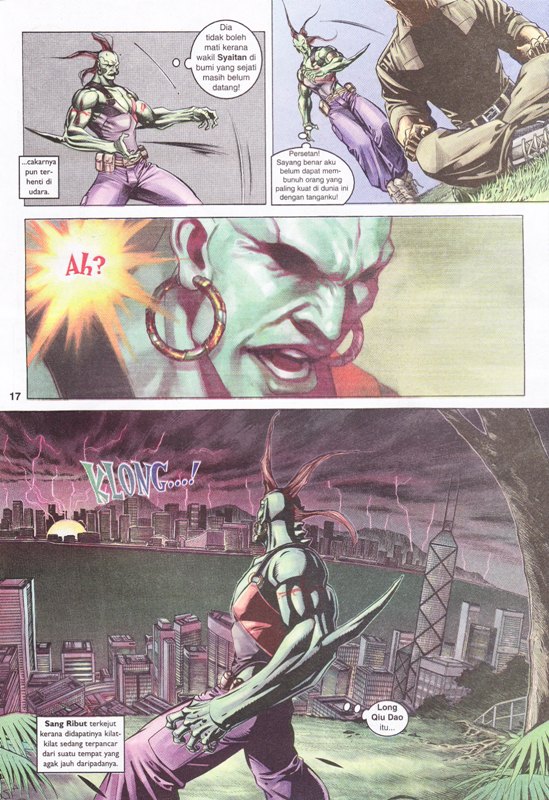 Dia
tidak boleh
mati kerana
wakil Syaitan di
bumi yang sejati
masih belum
datang!
...cakarnya
pun ter-
henti di
udara.
Persetan!
Sayang benar aku
belum dapat mem-
bunuh orang yang
paling kuat di dunia ini
dengan tanganku!
Ah?
17
KLONG...!
Long
Qiu Dao
itu...
Sang Ribut terkejut
kerana didapatinya kilat-
kilat sedang terpancar
dari suatu tempat yang
agak jauh daripadanya.